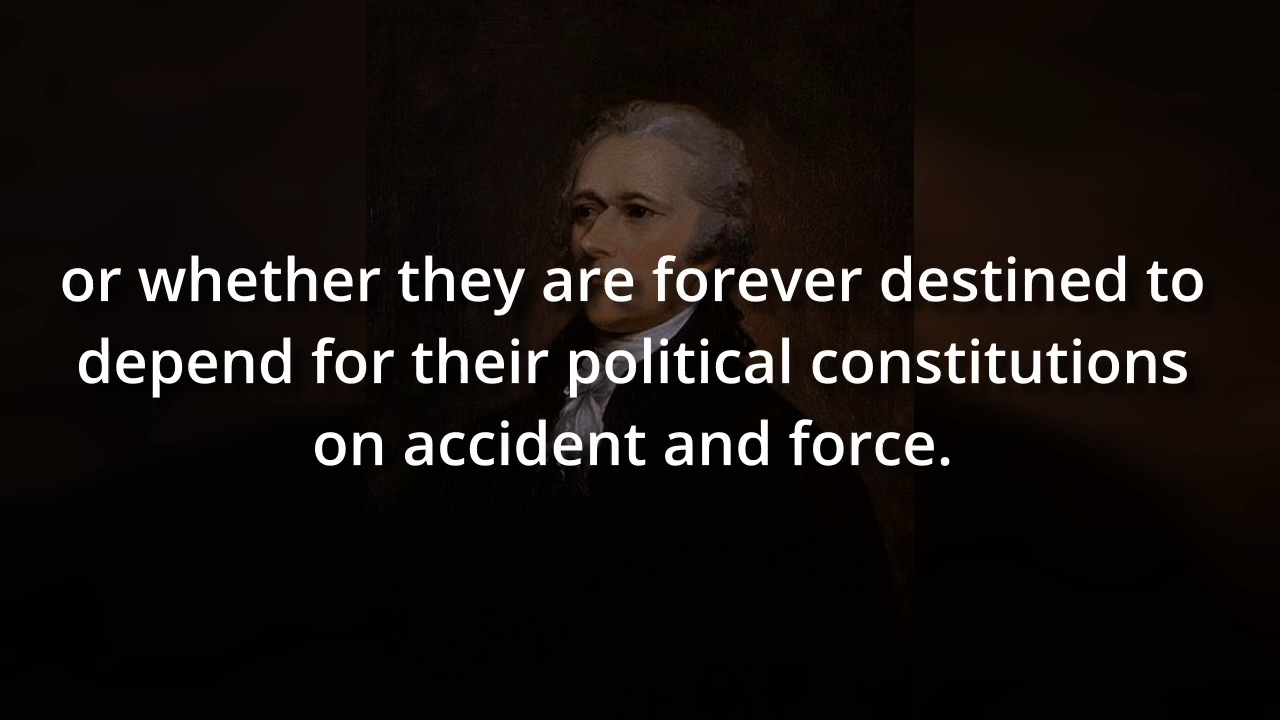 or whether they are forever destined to
depend for their political constitutions
on accident and force.